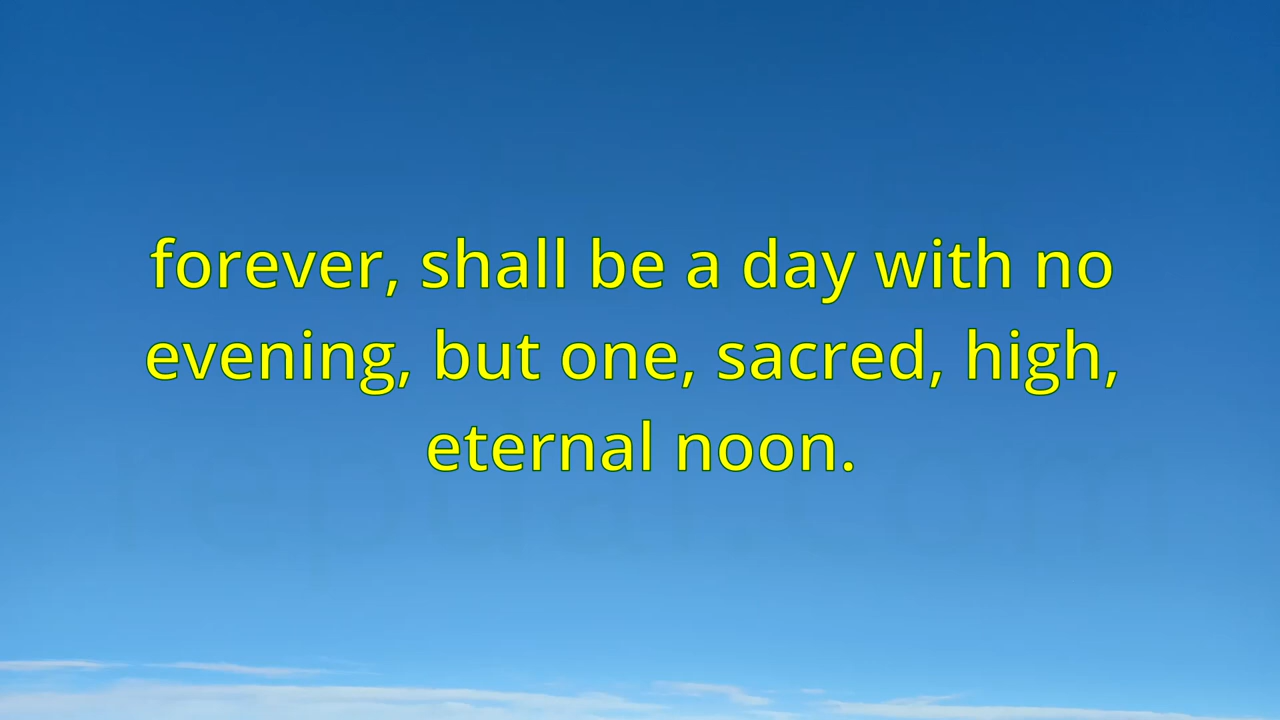 forever, shall be a day with no
evening, but one, sacred, high,
eternal noon.